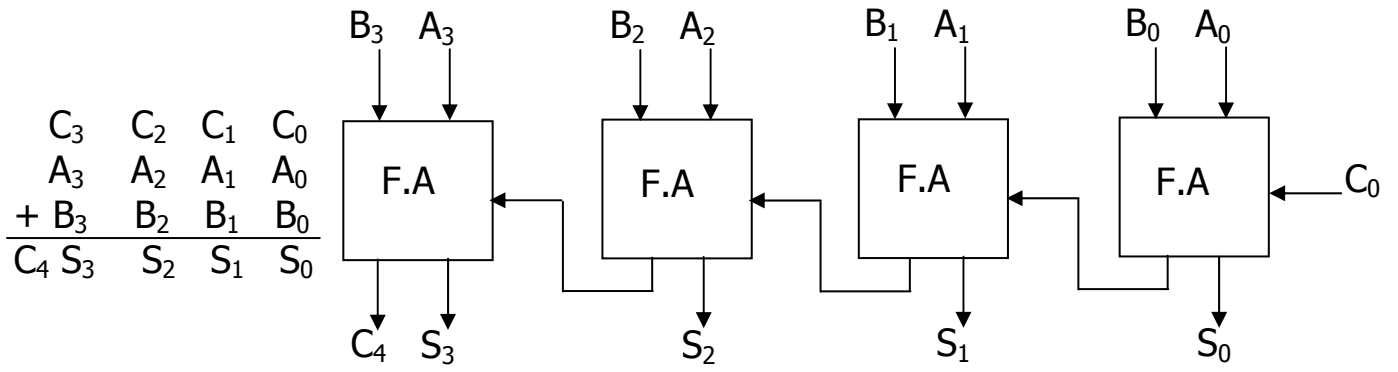 B₃ A₃ B₂ A₂ B₁ A₁ B₀ A₀
C₃ C₂ C₁ C₀
A₃ A₂ A₁ A₀
+ B₃ B₂ B₁ B₀
C₄ S₃ S₂ S₁ S₀
F.A F.A F.A F.A
C₀
C₄ S₃ S₂ S₁ S₀